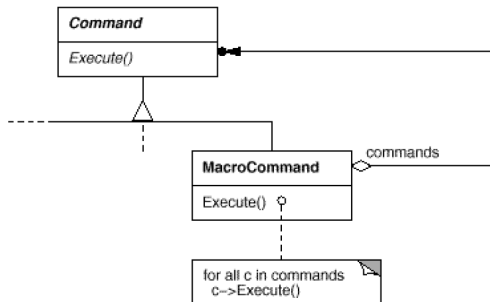 Command
Execute()
commands
MacroCommand
Execute()
for all c in commands
c->Execute()